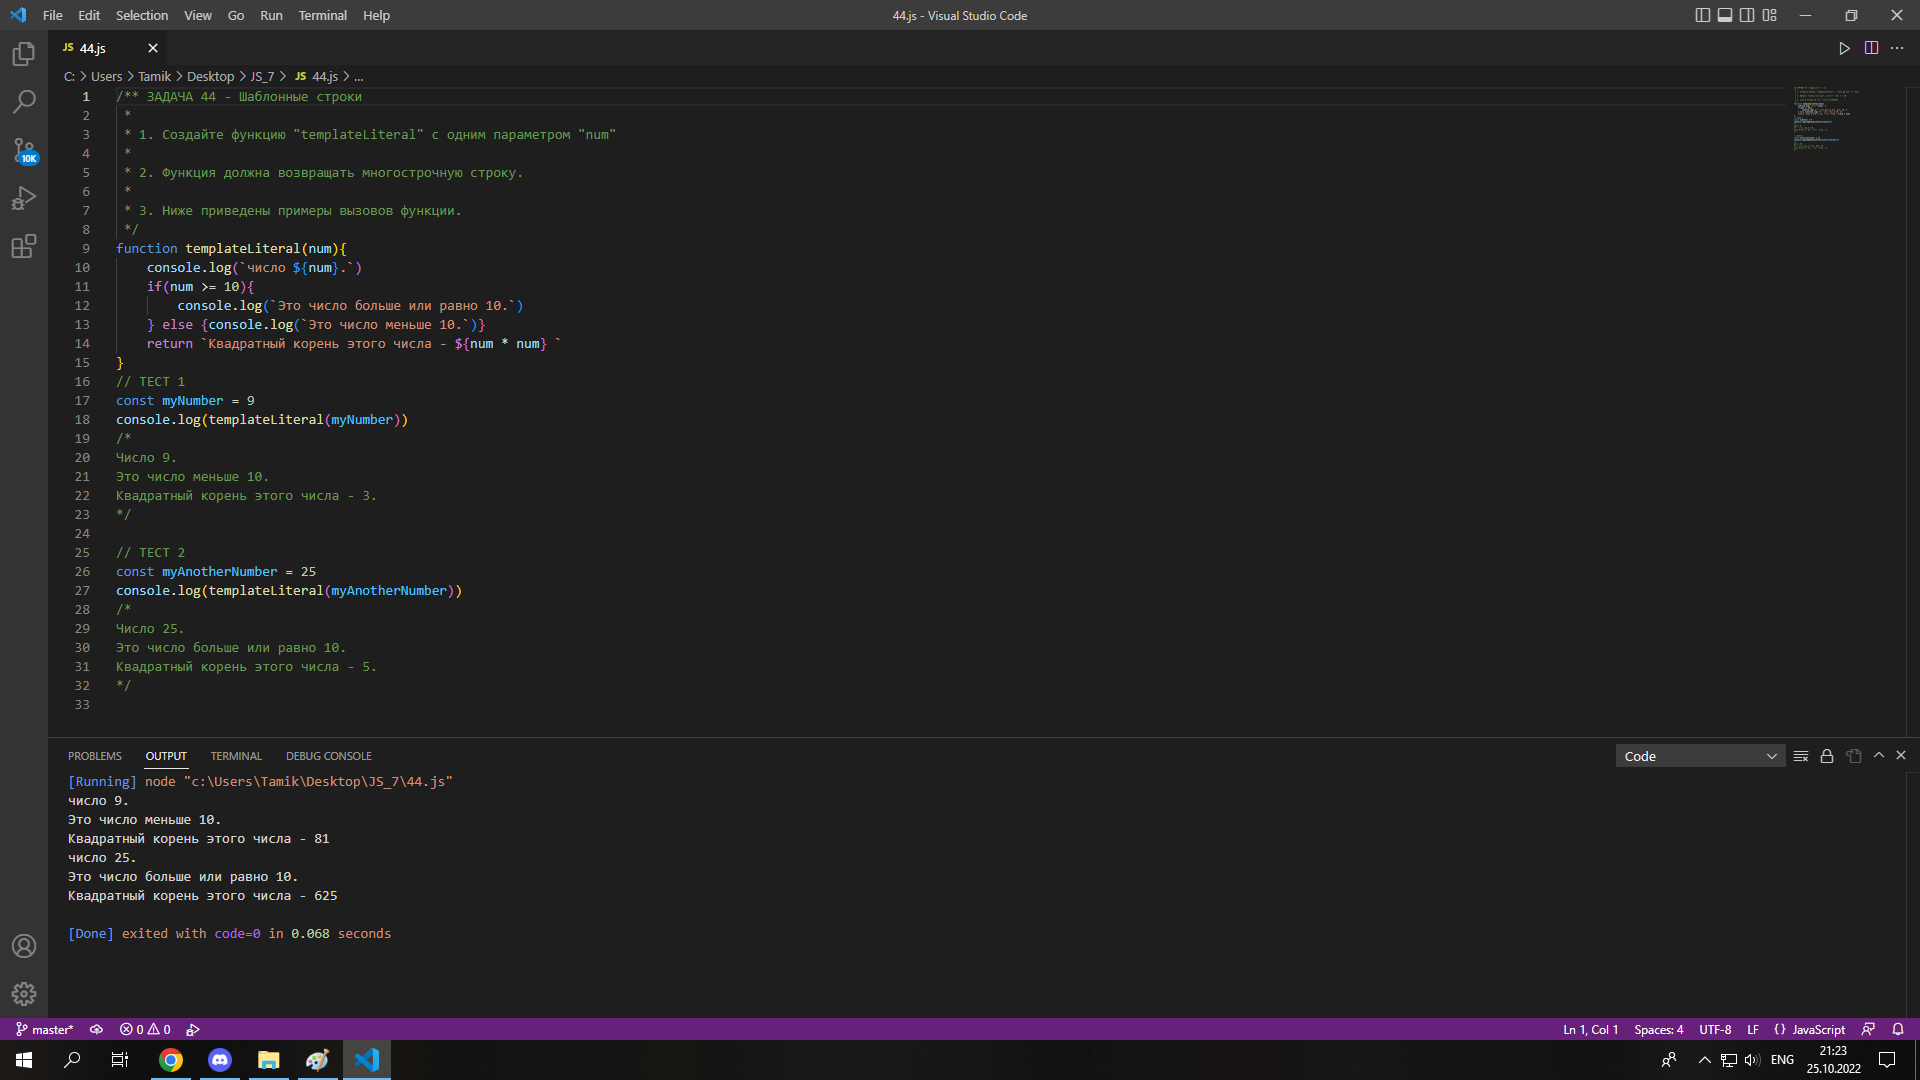 File Edit Selection View Go Run Terminal Help
44.js - Visual Studio Code
JS 44.js
C: > Users > Tamik > Desktop > JS_7 > JS 44.js > ...
1 /** ЗАДАЧА 44 - Шаблонные строки
2 *
3 * 1. Создайте функцию "templateLiteral" с одним параметром "num"
4 *
5 * 2. Функция должна возвращать многострочную строку.
6 *
7 * 3. Ниже приведены примеры вызовов функции.
8 */
9 function templateLiteral(num){
10 console.log(`число ${num}.`)
11 if(num >= 10){
12 console.log(`Это число больше или равно 10.`)
13 } else {console.log(`Это число меньше 10.`)}
14 return `Квадратный корень этого числа - ${num * num} `
15 }
16 // ТЕСТ 1
17 const myNumber = 9
18 console.log(templateLiteral(myNumber))
19 /*
20 Число 9.
21 Это число меньше 10.
22 Квадратный корень этого числа - 3.
23 */
24
25 // ТЕСТ 2
26 const myAnotherNumber = 25
27 console.log(templateLiteral(myAnotherNumber))
28 /*
29 Число 25.
30 Это число больше или равно 10.
31 Квадратный корень этого числа - 5.
32 */
33
10K
PROBLEMS OUTPUT TERMINAL DEBUG CONSOLE
Code
[Running] node "c:\Users\Tamik\Desktop\JS_7\44.js"
число 9.
Это число меньше 10.
Квадратный корень этого числа - 81
число 25.
Это число больше или равно 10.
Квадратный корень этого числа - 625
[Done] exited with code=0 in 0.068 seconds
master* 0 0
Ln 1, Col 1 Spaces: 4 UTF-8 LF {} JavaScript
ENG
21:23
25.10.2022